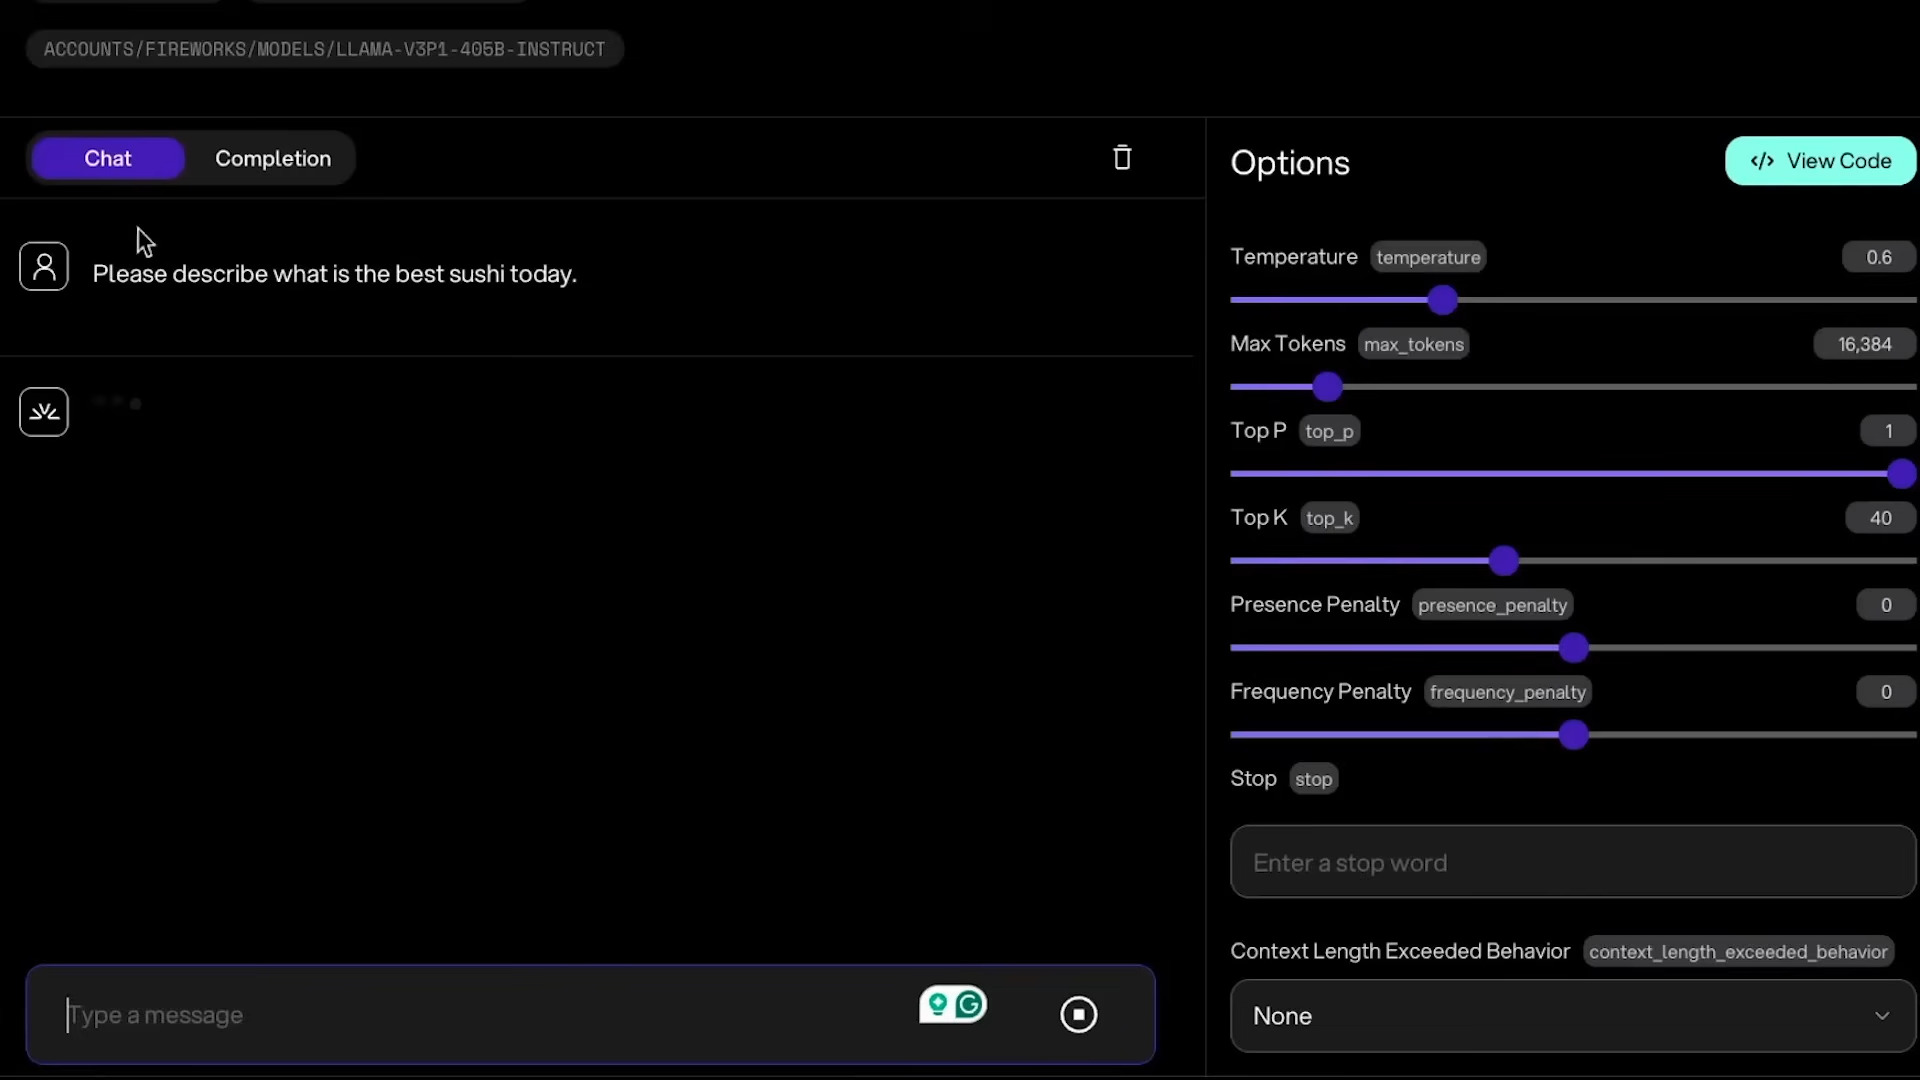 ACCOUNTS/FIREWORKS/MODELS/LLAMA-V3P1-405B-INSTRUCT
Chat
Completion
Please describe what is the best sushi today.
Type a message
Options
</> View Code
Temperature temperature 0.6
Max Tokens max_tokens 16,384
Top P top_p 1
Top K top_k 40
Presence Penalty presence_penalty 0
Frequency Penalty frequency_penalty 0
Stop stop
Enter a stop word
Context Length Exceeded Behavior context_length_exceeded_behavior
None